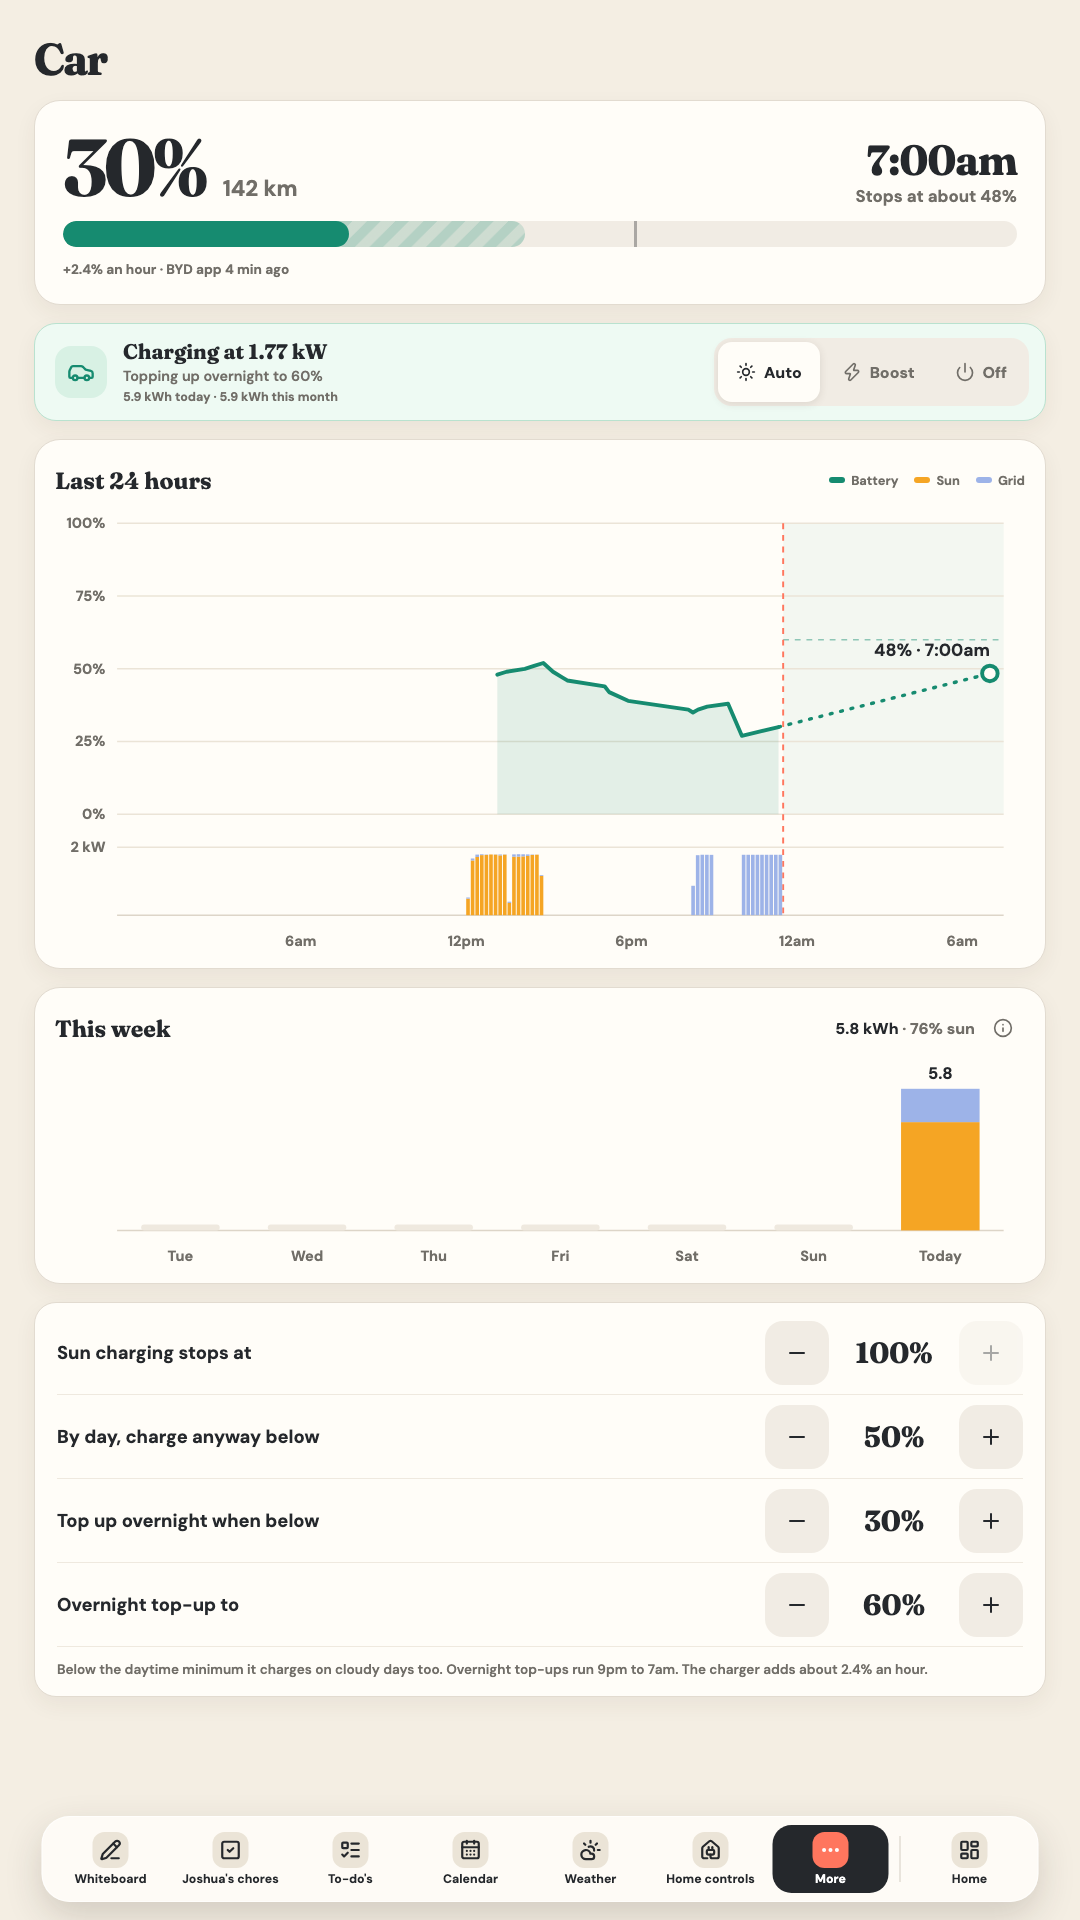 Car
30% 142 km
7:00am
Stops at about 48%
+2.4% an hour · BYD app 4 min ago
Charging at 1.77 kW
Topping up overnight to 60%
5.9 kWh today · 5.9 kWh this month
Auto Boost Off
Last 24 hours
Battery Sun Grid
100%
75%
48% · 7:00am
50%
25%
0%
2 kW
6am 12pm 6pm 12am 6am
This week
5.8 kWh · 76% sun
5.8
Tue Wed Thu Fri Sat Sun Today
Sun charging stops at − 100% +
By day, charge anyway below − 50% +
Top up overnight when below − 30% +
Overnight top-up to − 60% +
Below the daytime minimum it charges on cloudy days too. Overnight top-ups run 9pm to 7am. The charger adds about 2.4% an hour.
Whiteboard Joshua's chores To-do's Calendar Weather Home controls More Home